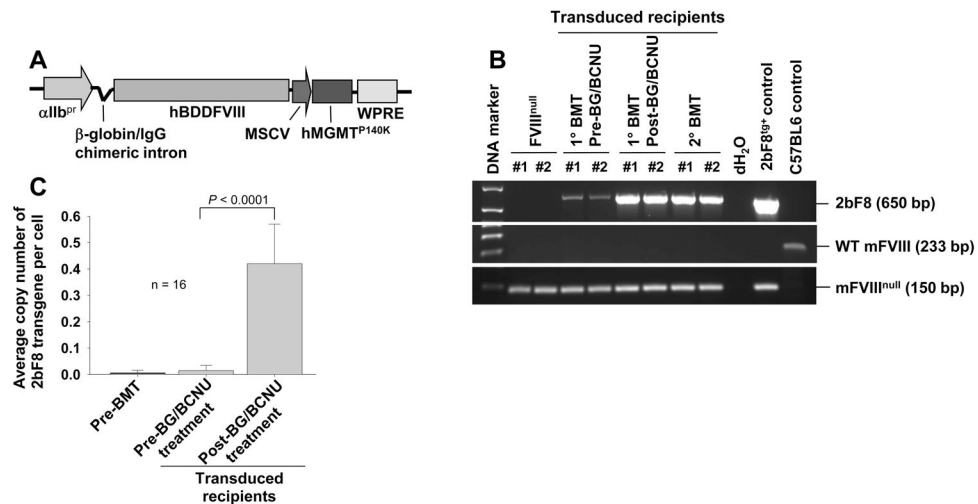 A
αIIbpr
β-globin/IgG
chimeric intron
hBDDFVIII
MSCV
hMGMTP140K
WPRE
B
Transduced recipients
DNA marker
FVIIInull
1° BMT
Pre-BG/BCNU
1° BMT
Post-BG/BCNU
2° BMT
dH2O
2bF8tg+ control
C57BL6 control
#1 #2 #1 #2 #1 #2 #1 #2
2bF8 (650 bp)
WT mFVIII (233 bp)
mFVIIInull (150 bp)
C
Average copy number of
2bF8 transgene per cell
0.6
0.5
0.4
0.3
0.2
0.1
0.0
P < 0.0001
n = 16
Pre-BMT
Pre-BG/BCNU
treatment
Post-BG/BCNU
treatment
Transduced
recipients